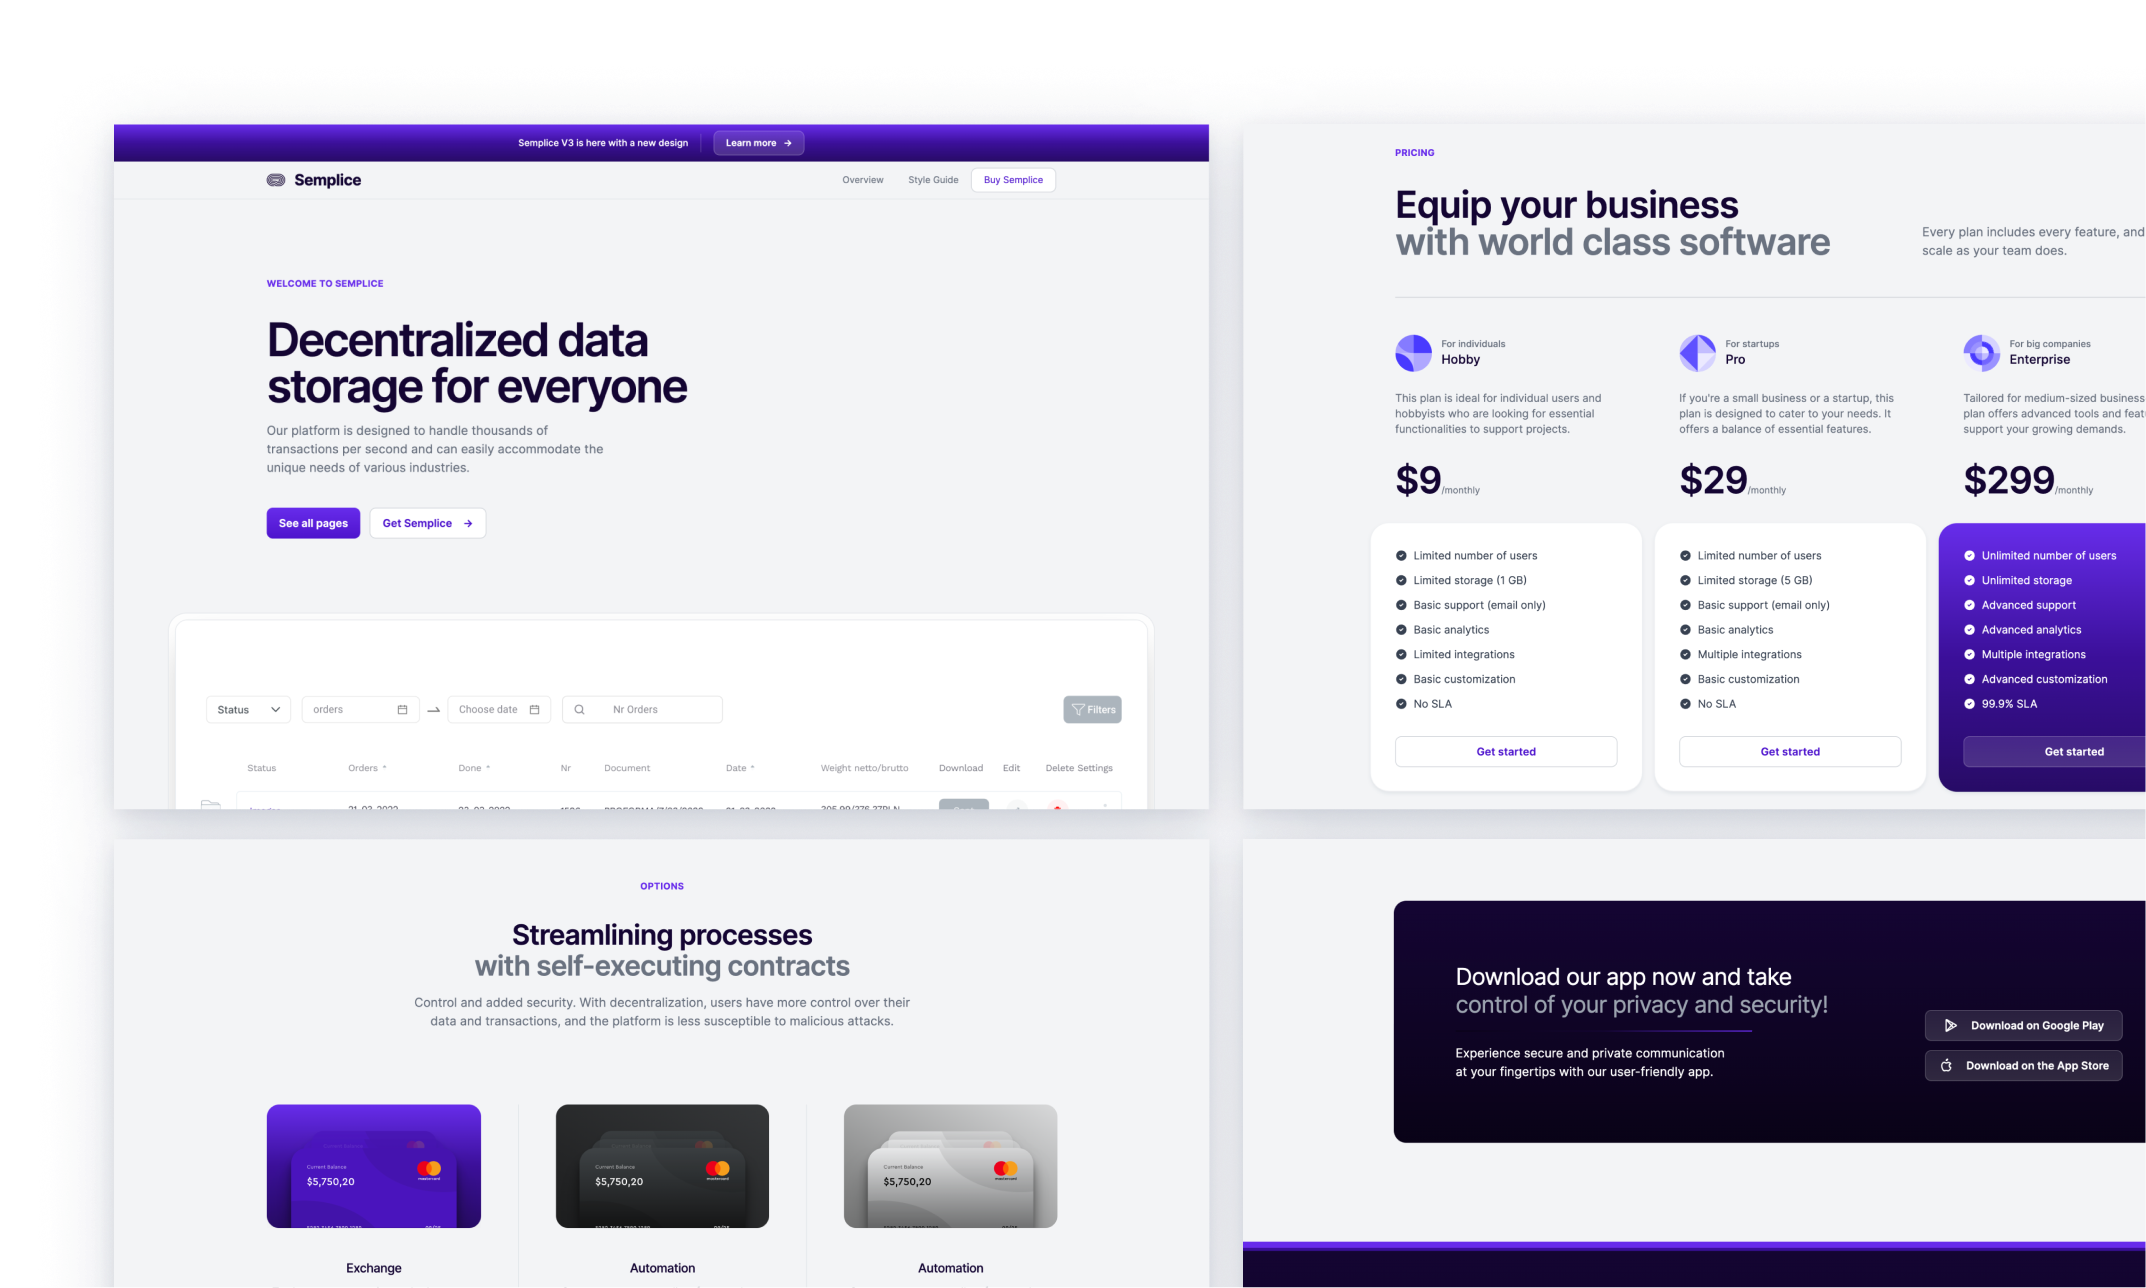 Semplice V3 is here with a new design
Learn more →
Semplice
Overview
Style Guide
Buy Semplice
WELCOME TO SEMPLICE
Decentralized data
storage for everyone
Our platform is designed to handle thousands of
transactions per second and can easily accommodate the
unique needs of various industries.
See all pages
Get Semplice →
Status
orders
Choose date
Nr Orders
Filters
Status
Orders
Done
Nr
Document
Date
Weight netto/brutto
Download
Edit
Delete Settings
PRICING
Equip your business
with world class software
Every plan includes every feature, and
scale as your team does.
For individuals
Hobby
This plan is ideal for individual users and
hobbyists who are looking for essential
functionalities to support projects.
$9/monthly
Limited number of users
Limited storage (1 GB)
Basic support (email only)
Basic analytics
Limited integrations
Basic customization
No SLA
Get started
For startups
Pro
If you're a small business or a startup, this
plan is designed to cater to your needs. It
offers a balance of essential features.
$29/monthly
Limited number of users
Limited storage (5 GB)
Basic support (email only)
Basic analytics
Multiple integrations
Basic customization
No SLA
Get started
For big companies
Enterprise
Tailored for medium-sized business
plan offers advanced tools and
support your growing demands.
$299/monthly
Unlimited number of users
Unlimited storage
Advanced support
Advanced analytics
Multiple integrations
Advanced customization
99.9% SLA
Get started
OPTIONS
Streamlining processes
with self-executing contracts
Control and added security. With decentralization, users have more control over their
data and transactions, and the platform is less susceptible to malicious attacks.
Current Balance
$5,750,20
mastercard
Exchange
Current Balance
$5,750,20
mastercard
Automation
Current Balance
$5,750,20
mastercard
Automation
Download our app now and take
control of your privacy and security!
Experience secure and private communication
at your fingertips with our user-friendly app.
Download on Google Play
Download on the App Store